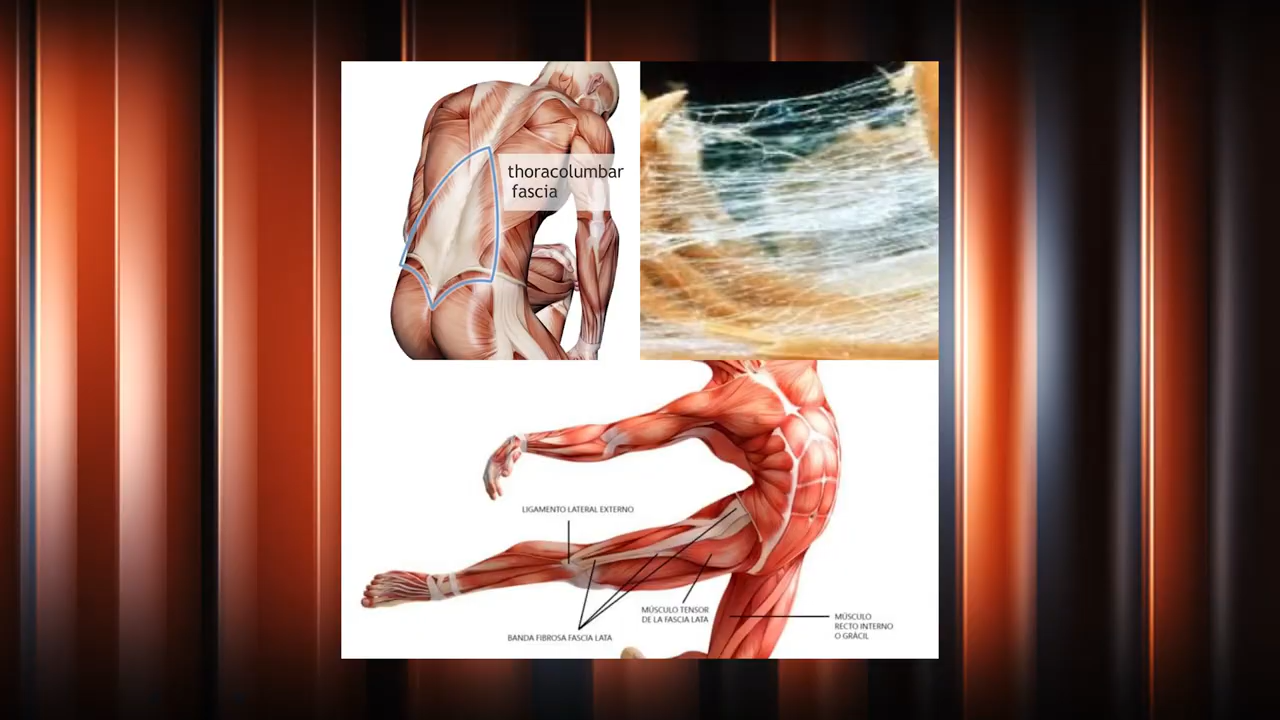 thoracolumbar
fascia
LIGAMENTO LATERAL EXTERNO
MÚSCULO TENSOR
DE LA FASCIA LATA
BANDA FIBROSA FASCIA LATA
MÚSCULO
RECTO INTERNO
O GRÁCIL